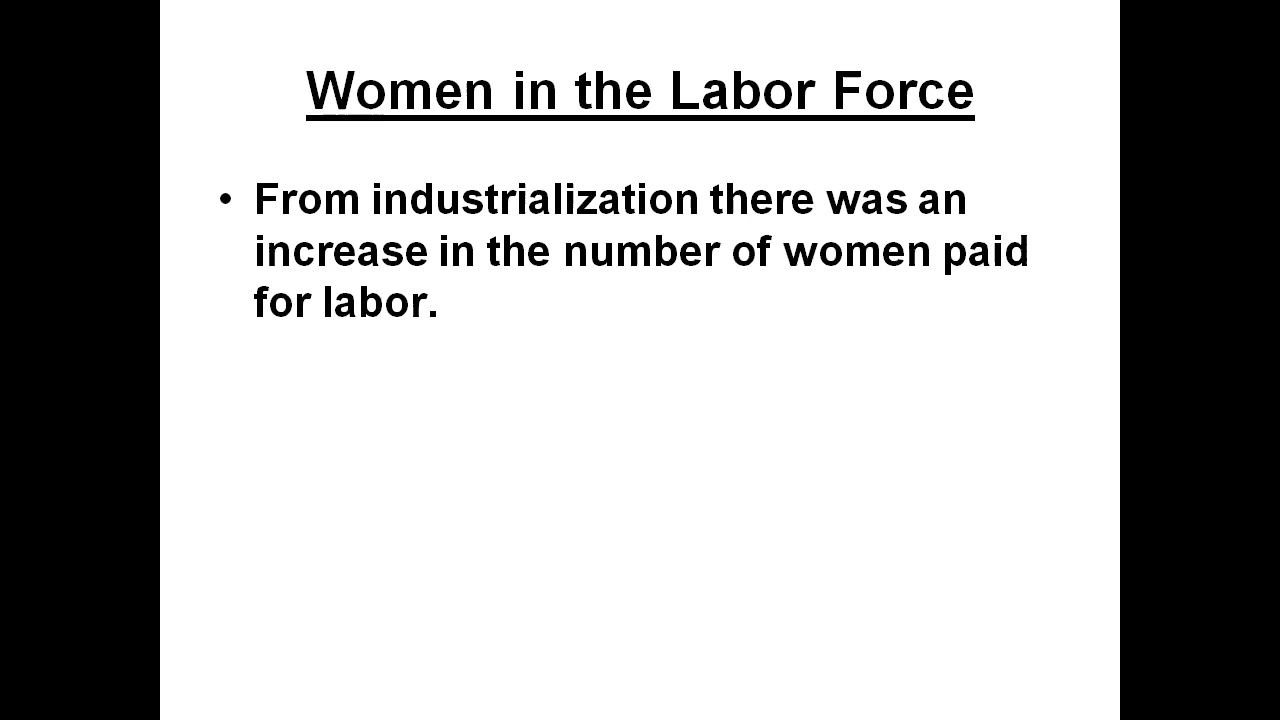 Women in the Labor Force
• From industrialization there was an
increase in the number of women paid
for labor.